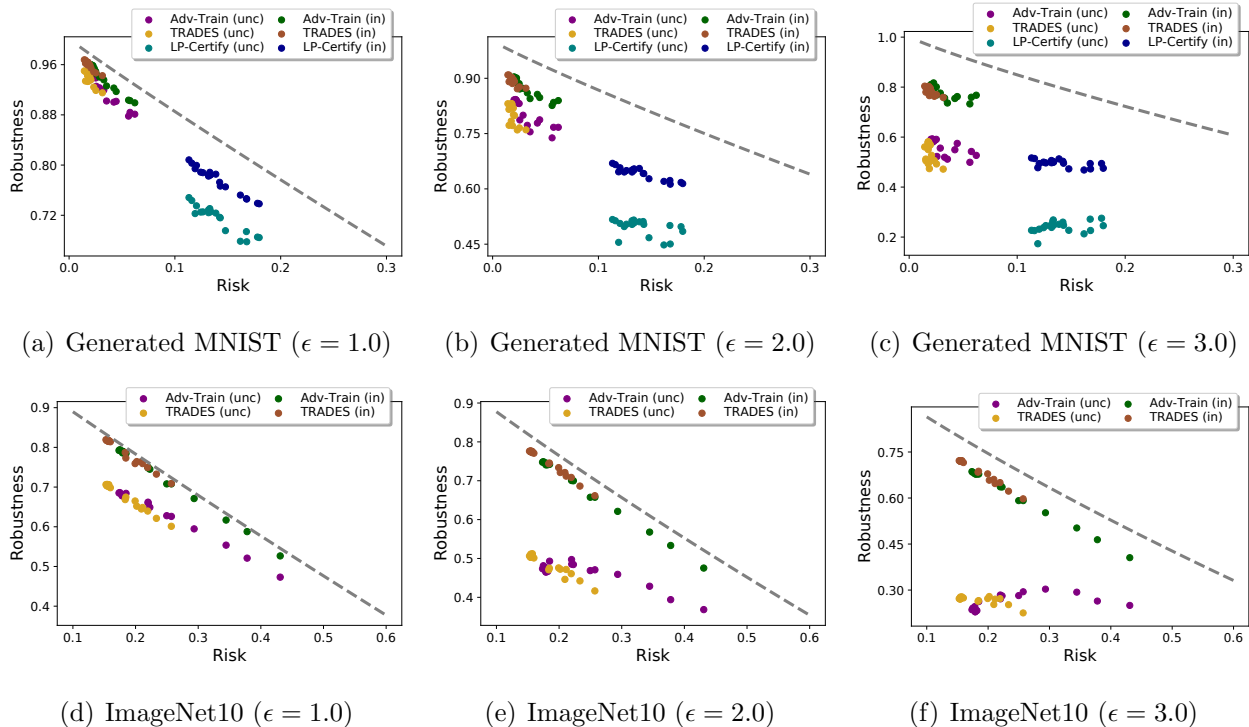 Adv-Train (unc) Adv-Train (in)
TRADES (unc) TRADES (in)
LP-Certify (unc) LP-Certify (in)
Robustness
0.96
0.88
0.80
0.72
0.0 0.1 0.2 0.3
Risk
(a) Generated MNIST (ϵ = 1.0)
Adv-Train (unc) Adv-Train (in)
TRADES (unc) TRADES (in)
LP-Certify (unc) LP-Certify (in)
Robustness
0.90
0.75
0.60
0.45
0.0 0.1 0.2 0.3
Risk
(b) Generated MNIST (ϵ = 2.0)
Adv-Train (unc) Adv-Train (in)
TRADES (unc) TRADES (in)
LP-Certify (unc) LP-Certify (in)
Robustness
1.0
0.8
0.6
0.4
0.2
0.0 0.1 0.2 0.3
Risk
(c) Generated MNIST (ϵ = 3.0)
Adv-Train (unc) Adv-Train (in)
TRADES (unc) TRADES (in)
Robustness
0.9
0.8
0.7
0.6
0.5
0.4
0.1 0.2 0.3 0.4 0.5 0.6
Risk
(d) ImageNet10 (ϵ = 1.0)
Adv-Train (unc) Adv-Train (in)
TRADES (unc) TRADES (in)
Robustness
0.9
0.8
0.7
0.6
0.5
0.4
0.1 0.2 0.3 0.4 0.5 0.6
Risk
(e) ImageNet10 (ϵ = 2.0)
Adv-Train (unc) Adv-Train (in)
TRADES (unc) TRADES (in)
Robustness
0.75
0.60
0.45
0.30
0.1 0.2 0.3 0.4 0.5 0.6
Risk
(f) ImageNet10 (ϵ = 3.0)